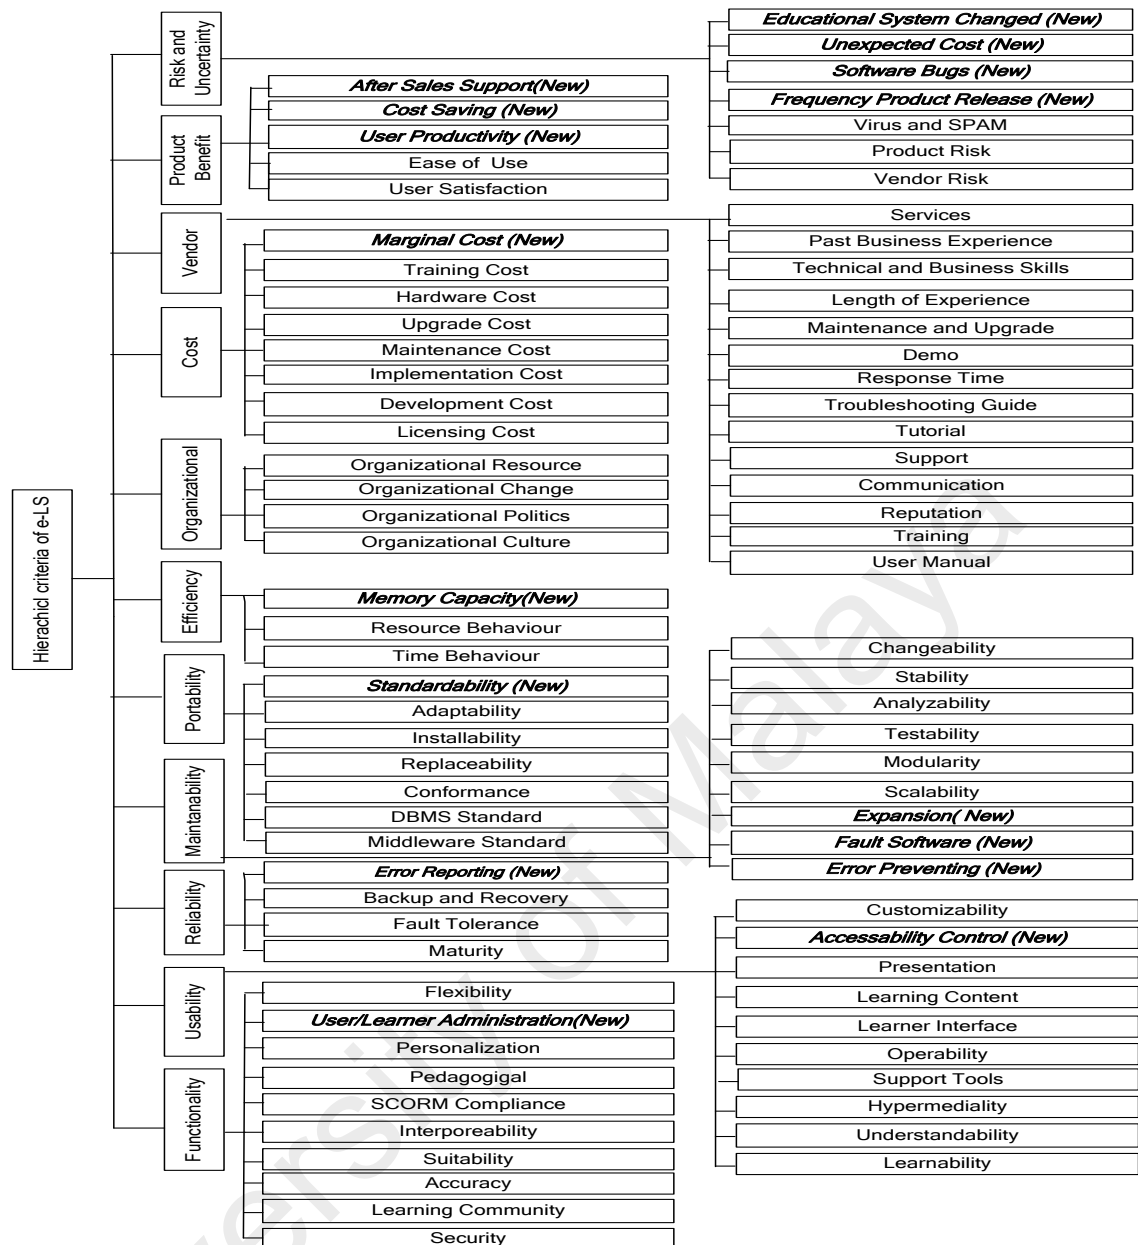 Hierachicl criteria of e-LS
Risk and
Uncertainty
Educational System Changed (New)
Unexpected Cost (New)
Software Bugs (New)
Frequency Product Release (New)
Virus and SPAM
Product Risk
Vendor Risk
Product
Benefit
After Sales Support(New)
Cost Saving (New)
User Productivity (New)
Ease of Use
User Satisfaction
Vendor
Services
Past Business Experience
Technical and Business Skills
Length of Experience
Maintenance and Upgrade
Demo
Response Time
Troubleshooting Guide
Tutorial
Support
Communication
Reputation
Training
User Manual
Cost
Marginal Cost (New)
Training Cost
Hardware Cost
Upgrade Cost
Maintenance Cost
Implementation Cost
Development Cost
Licensing Cost
Organizational
Organizational Resource
Organizational Change
Organizational Politics
Organizational Culture
Efficiency
Memory Capacity(New)
Resource Behaviour
Time Behaviour
Portability
Standardability (New)
Adaptability
Installability
Replaceability
Conformance
DBMS Standard
Middleware Standard
Maintanability
Changeability
Stability
Analyzability
Testability
Modularity
Scalability
Expansion( New)
Fault Software (New)
Error Preventing (New)
Reliability
Error Reporting (New)
Backup and Recovery
Fault Tolerance
Maturity
Usability
Customizability
Accessability Control (New)
Presentation
Learning Content
Learner Interface
Operability
Support Tools
Hypermediality
Understandability
Learnability
Functionality
Flexibility
User/Learner Administration(New)
Personalization
Pedagogigal
SCORM Compliance
Interporeability
Suitability
Accuracy
Learning Community
Security
ersity of Malaya